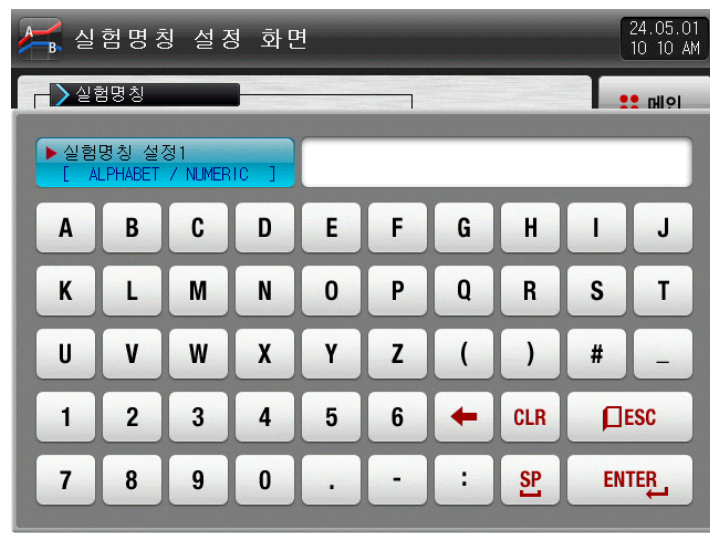 A B 실험명칭 설정 화면
24.05.01
10 10 AM
실험명칭
메인
실험명칭 설정1
[ ALPHABET / NUMERIC ]
A B C D E F G H I J
K L M N O P Q R S T
U V W X Y Z ( ) # _
1 2 3 4 5 6 CLR ESC
7 8 9 0 . - : SP ENTER